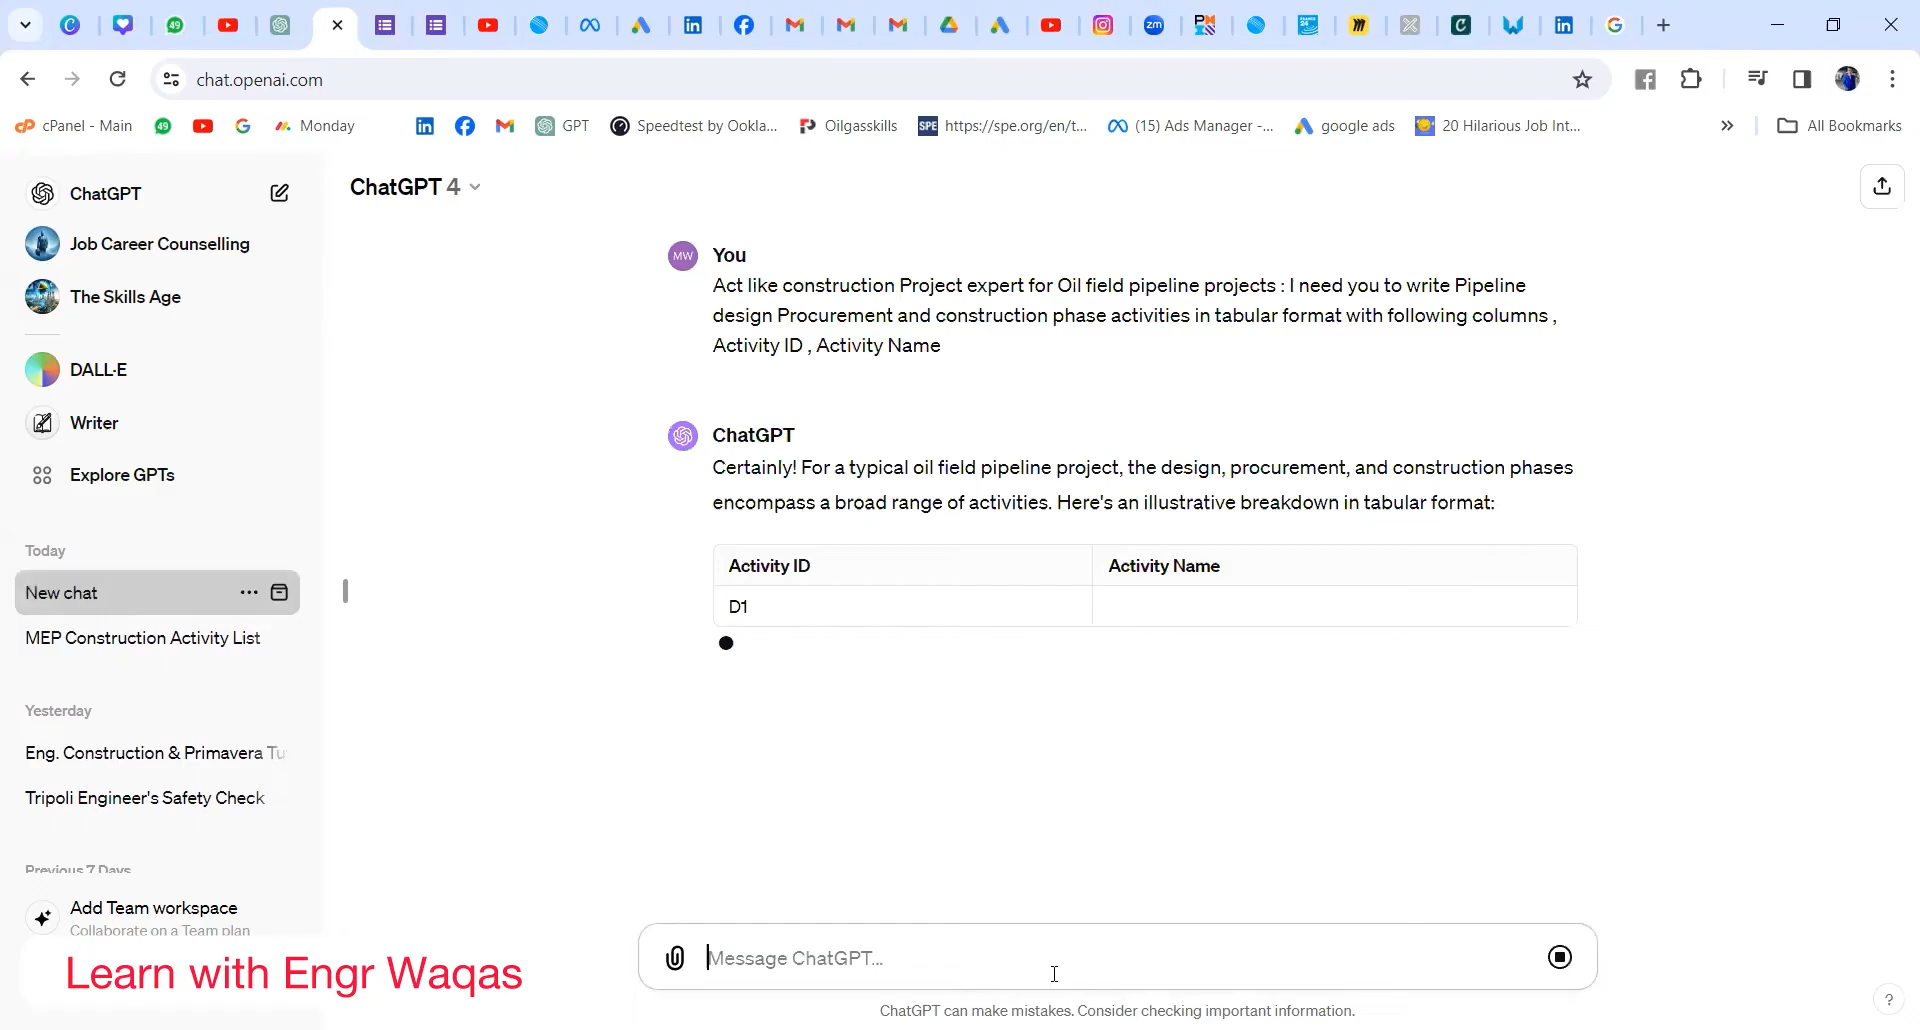 49
zm
chat.openai.com
cPanel - Main
49
Monday
GPT
Speedtest by Ookla...
Oilgasskills
SPE
https://spe.org/en/t...
(15) Ads Manager -...
google ads
20 Hilarious Job Int...
All Bookmarks
ChatGPT
ChatGPT 4
Job Career Counselling
The Skills Age
DALL·E
Writer
Explore GPTs
Today
New chat
MEP Construction Activity List
Yesterday
Eng. Construction & Primavera Tu
Tripoli Engineer's Safety Check
Previous 7 Days
Add Team workspace
Collaborate on a Team plan
MW
You
Act like construction Project expert for Oil field pipeline projects : I need you to write Pipeline
design Procurement and construction phase activities in tabular format with following columns ,
Activity ID , Activity Name
ChatGPT
Certainly! For a typical oil field pipeline project, the design, procurement, and construction phases
encompass a broad range of activities. Here's an illustrative breakdown in tabular format:
Activity ID
Activity Name
D1
Message ChatGPT...
ChatGPT can make mistakes. Consider checking important information.
?
Learn with Engr Waqas